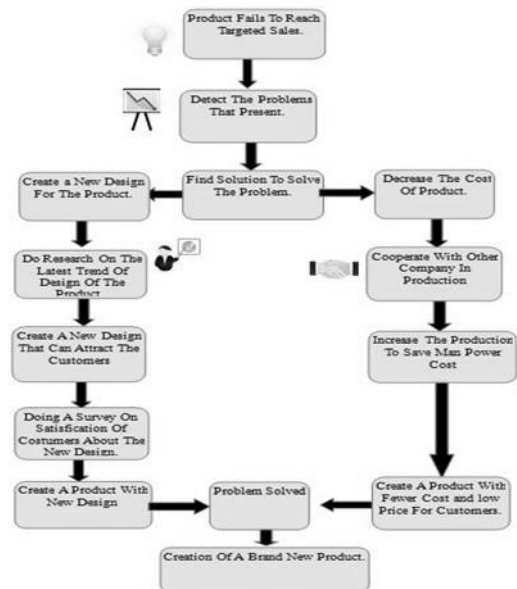 Product Fails To Reach
Targeted Sales.
Detect The Problems
That Present.
Find Solution To Solve
The Problem.
Create a New Design
For The Product.
Decrease The Cost
Of Product.
Do Research On The
Latest Trend Of
Design Of The
Product
Cooperate With Other
Company In
Production
Create A New Design
That Can Attract The
Customers
Increase The Production
To Save Man Power
Cost
Doing A Survey On
Satisfication Of
Costumers About The
New Design.
Create A Product With
New Design
Problem Solved
Create A Product With
Fewer Cost and low
Price For Customers.
Creation Of A Brand New Product.